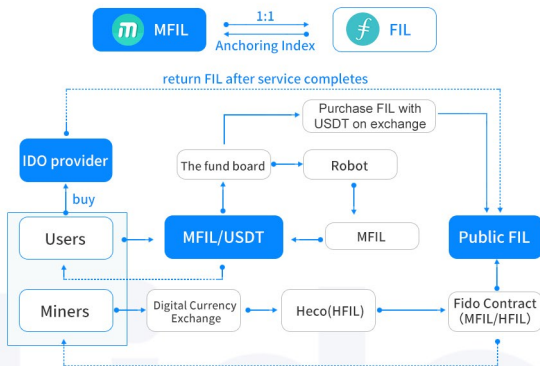 1:1
MFIL
FIL
Anchoring Index
return FIL after service completes
Purchase FIL with
USDT on exchange
IDO provider
The fund board
Robot
buy
Users
MFIL/USDT
MFIL
Public FIL
Miners
Digital Currency
Exchange
Heco(HFIL)
Fido Contract
(MFIL/HFIL)